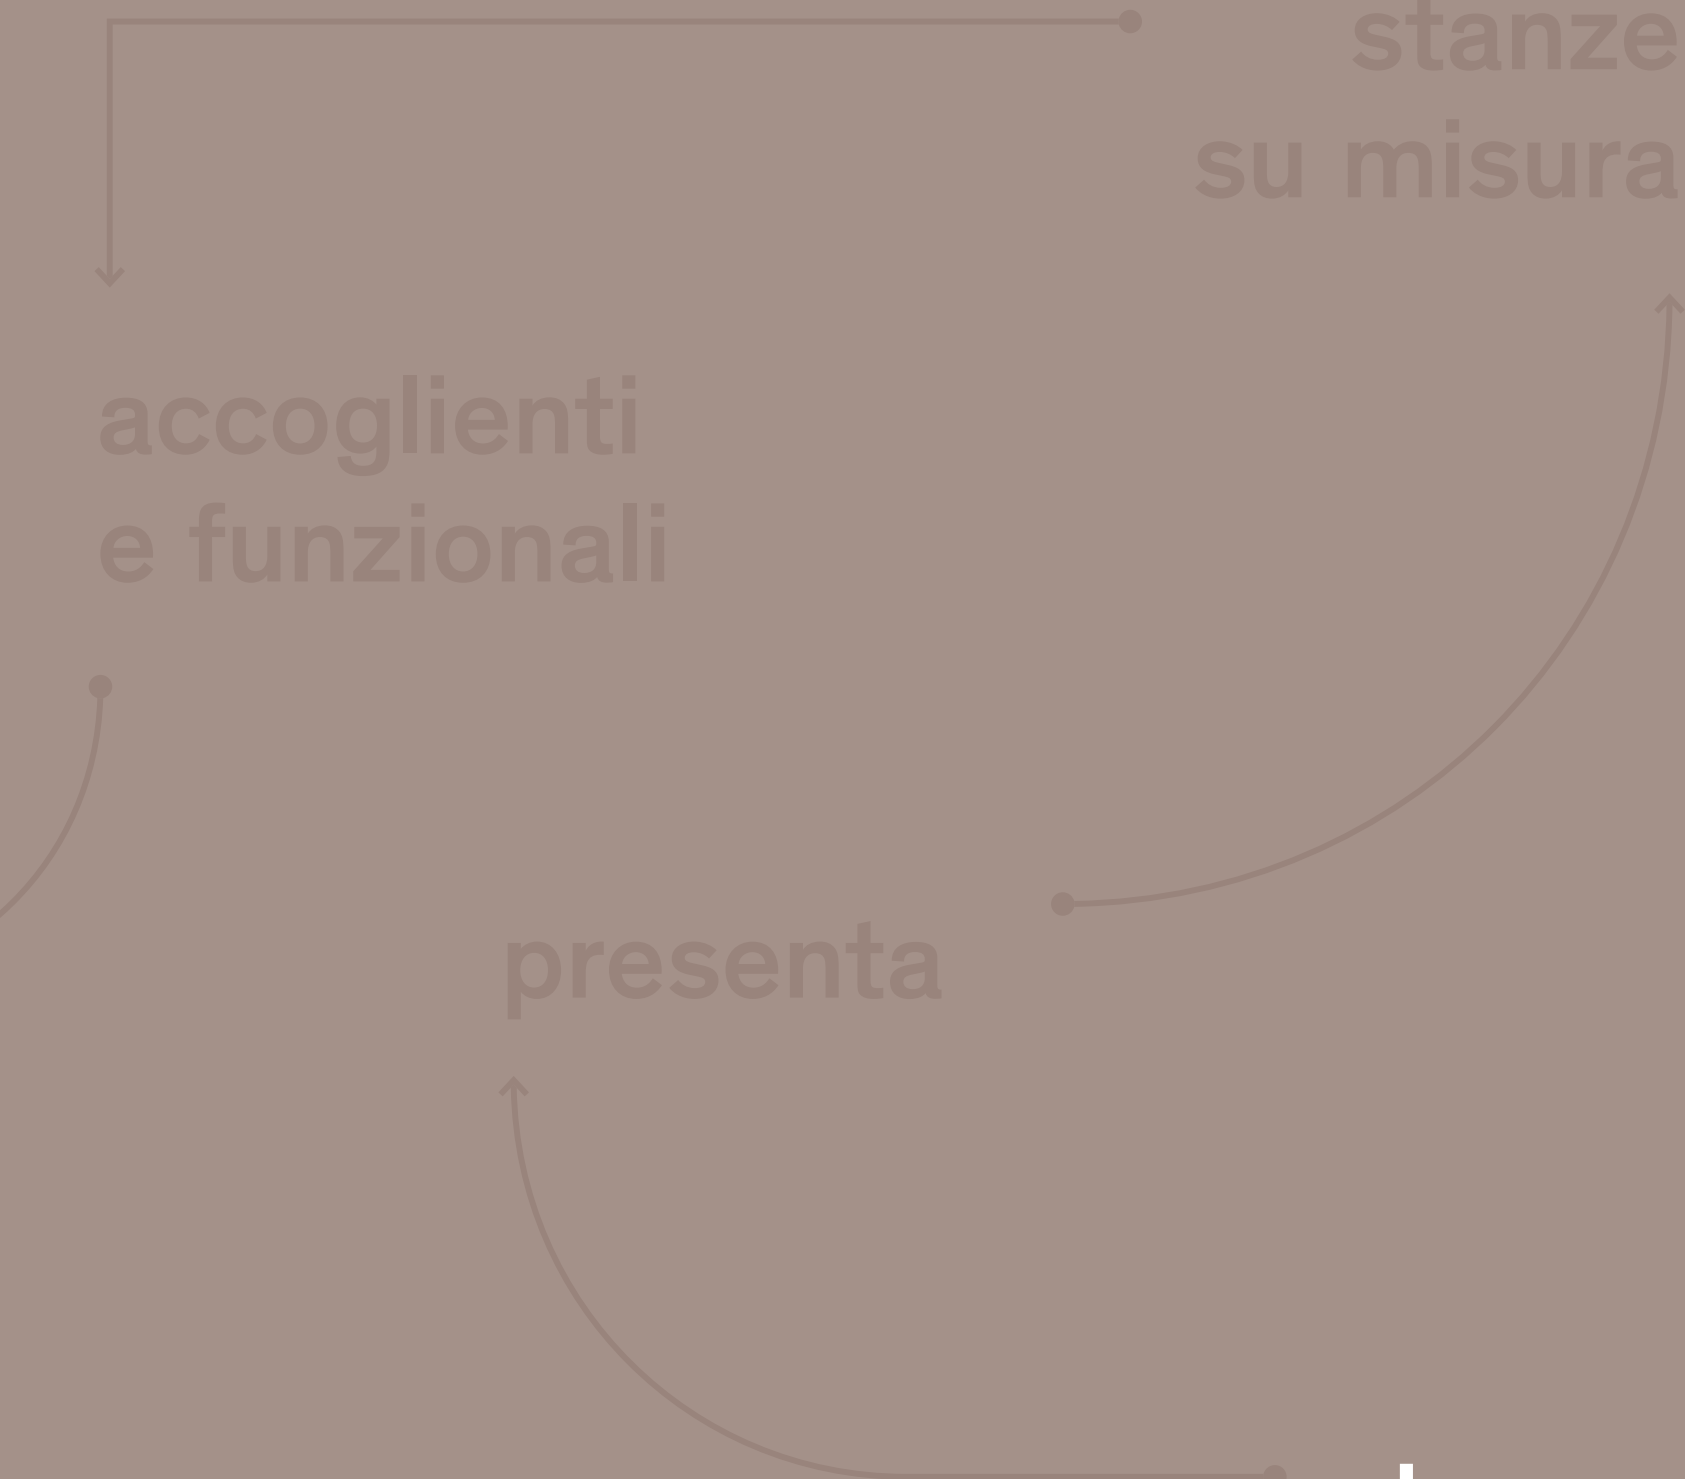 stanze
su misura
accoglienti
e funzionali
presenta